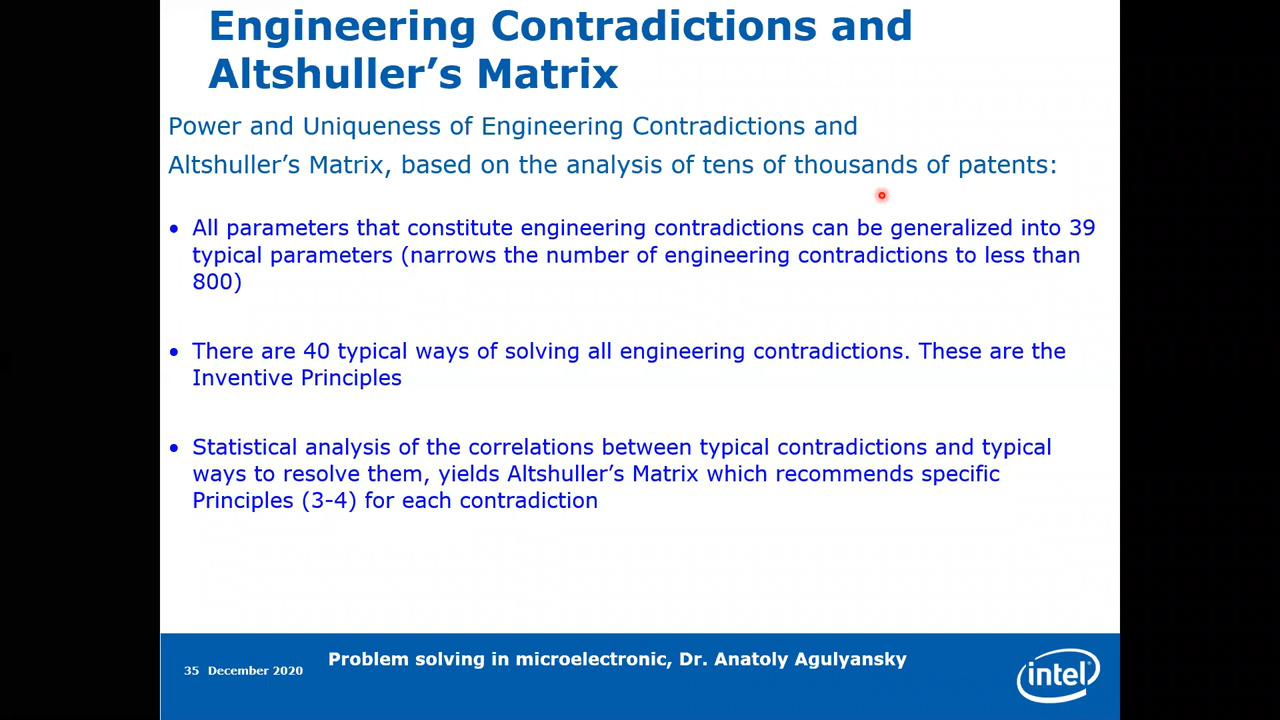 Engineering Contradictions and
Altshuller’s Matrix
Power and Uniqueness of Engineering Contradictions and
Altshuller’s Matrix, based on the analysis of tens of thousands of patents:
• All parameters that constitute engineering contradictions can be generalized into 39
typical parameters (narrows the number of engineering contradictions to less than
800)
• There are 40 typical ways of solving all engineering contradictions. These are the
Inventive Principles
• Statistical analysis of the correlations between typical contradictions and typical
ways to resolve them, yields Altshuller’s Matrix which recommends specific
Principles (3-4) for each contradiction
35 December 2020
Problem solving in microelectronic, Dr. Anatoly Agulyansky
intel